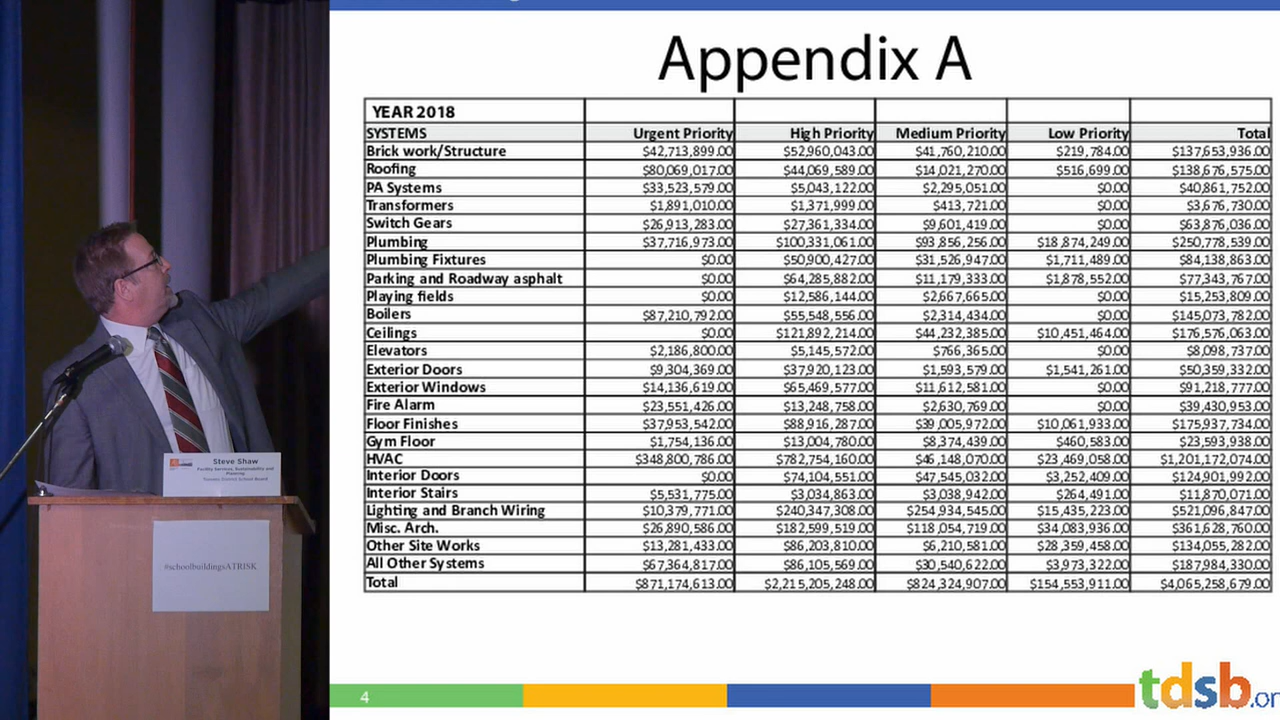 Appendix A
YEAR 2018
SYSTEMS Urgent Priority High Priority Medium Priority Low Priority Total
Brick work/Structure $42,713,899.00 $52,960,043.00 $41,760,210.00 $219,784.00 $137,653,936.00
Roofing $80,069,017.00 $44,069,589.00 $14,021,270.00 $516,699.00 $138,676,575.00
PA Systems $33,523,579.00 $5,043,122.00 $2,295,051.00 $0.00 $40,861,752.00
Transformers $1,891,010.00 $1,371,999.00 $413,721.00 $0.00 $3,676,730.00
Switch Gears $26,913,283.00 $27,361,334.00 $9,601,419.00 $0.00 $63,876,036.00
Plumbing $37,716,973.00 $100,331,061.00 $93,856,256.00 $18,874,249.00 $250,778,539.00
Plumbing Fixtures $0.00 $50,900,427.00 $31,526,947.00 $1,711,489.00 $84,138,863.00
Parking and Roadway asphalt $0.00 $64,285,882.00 $11,179,333.00 $1,878,552.00 $77,343,767.00
Playing fields $0.00 $12,586,144.00 $2,667,665.00 $0.00 $15,253,809.00
Boilers $87,210,792.00 $55,548,556.00 $2,314,434.00 $0.00 $145,073,782.00
Ceilings $0.00 $121,892,214.00 $44,232,385.00 $10,451,464.00 $176,576,063.00
Elevators $2,186,800.00 $5,145,572.00 $766,365.00 $0.00 $8,098,737.00
Exterior Doors $9,304,369.00 $37,920,123.00 $1,593,579.00 $1,541,261.00 $50,359,332.00
Exterior Windows $14,136,619.00 $65,469,577.00 $11,612,581.00 $0.00 $91,218,777.00
Fire Alarm $23,551,426.00 $13,248,758.00 $2,630,769.00 $0.00 $39,430,953.00
Floor Finishes $37,953,542.00 $88,916,287.00 $39,005,972.00 $10,061,933.00 $175,937,734.00
Gym Floor $1,754,136.00 $13,004,780.00 $8,374,439.00 $460,583.00 $23,593,938.00
HVAC $348,800,786.00 $782,754,160.00 $46,148,070.00 $23,469,058.00 $1,201,172,074.00
Interior Doors $0.00 $74,104,551.00 $47,545,032.00 $3,252,409.00 $124,901,992.00
Interior Stairs $5,531,775.00 $3,034,863.00 $3,038,942.00 $264,491.00 $11,870,071.00
Lighting and Branch Wiring $10,379,771.00 $240,347,308.00 $254,934,545.00 $15,435,223.00 $521,096,847.00
Misc. Arch. $26,890,586.00 $182,599,519.00 $118,054,719.00 $34,083,936.00 $361,628,760.00
Other Site Works $13,281,433.00 $86,203,810.00 $6,210,581.00 $28,359,458.00 $134,055,282.00
All Other Systems $67,364,817.00 $86,105,569.00 $30,540,622.00 $3,973,322.00 $187,984,330.00
Total $871,174,613.00 $2,215,205,248.00 $824,324,907.00 $154,553,911.00 $4,065,258,679.00
Steve Shaw
Facility Services, Sustainability and
Planning
Toronto District School Board
#schoolbuildingsATRISK
4
tdsb.or